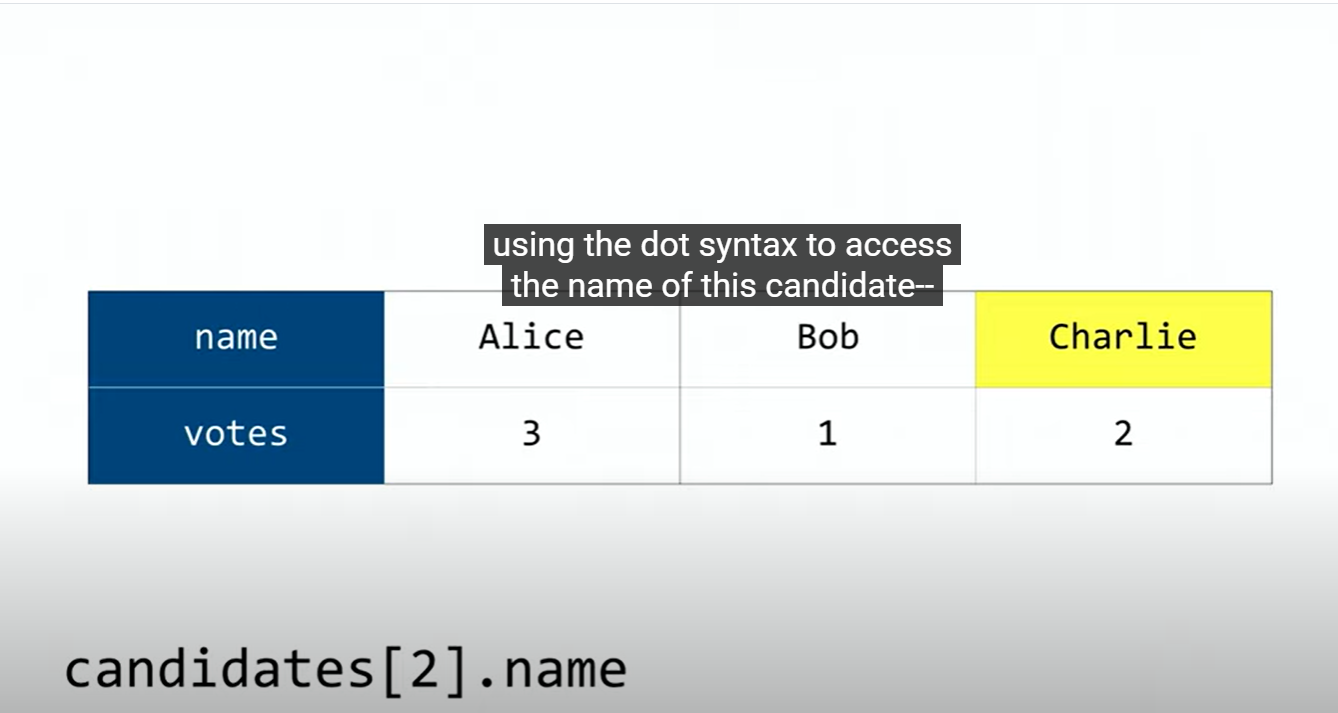 using the dot syntax to access
the name of this candidate--
name Alice Bob Charlie
votes 3 1 2
candidates[2].name